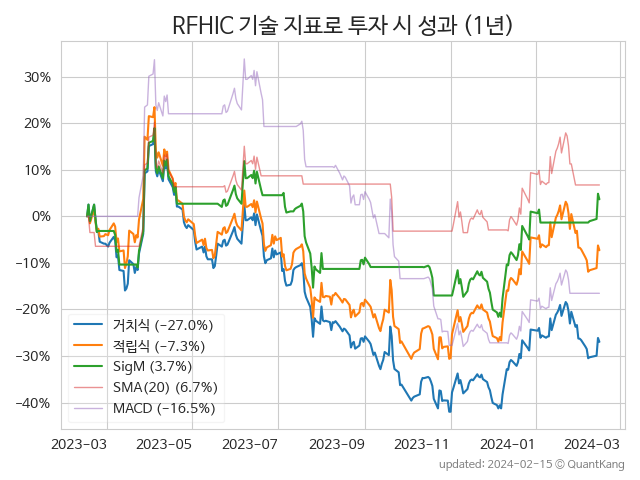 RFHIC 기술 지표로 투자 시 성과 (1년)
30%
20%
10%
0%
−10%
−20%
−30%
−40%
거치식 (−27.0%)
적립식 (−7.3%)
SigM (3.7%)
SMA(20) (6.7%)
MACD (−16.5%)
2023-03 2023-05 2023-07 2023-09 2023-11 2024-01 2024-03
updated: 2024-02-15 © QuantKang